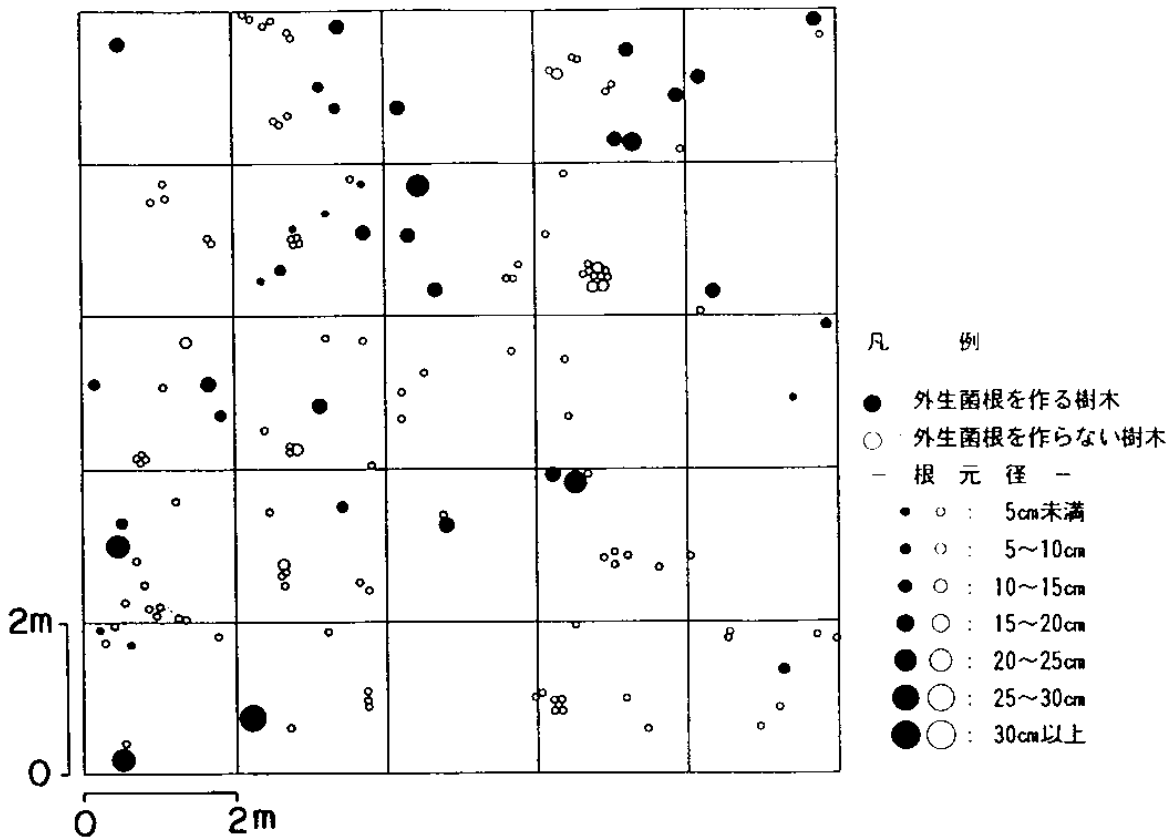 凡 例
● 外生菌根を作る樹木
○ 外生菌根を作らない樹木
- 根 元 径 -
● ○ : 5cm未満
● ○ : 5~10cm
● ○ : 10~15cm
● ○ : 15~20cm
● ○ : 20~25cm
● ○ : 25~30cm
● ○ : 30cm以上
2m
0
0 2m